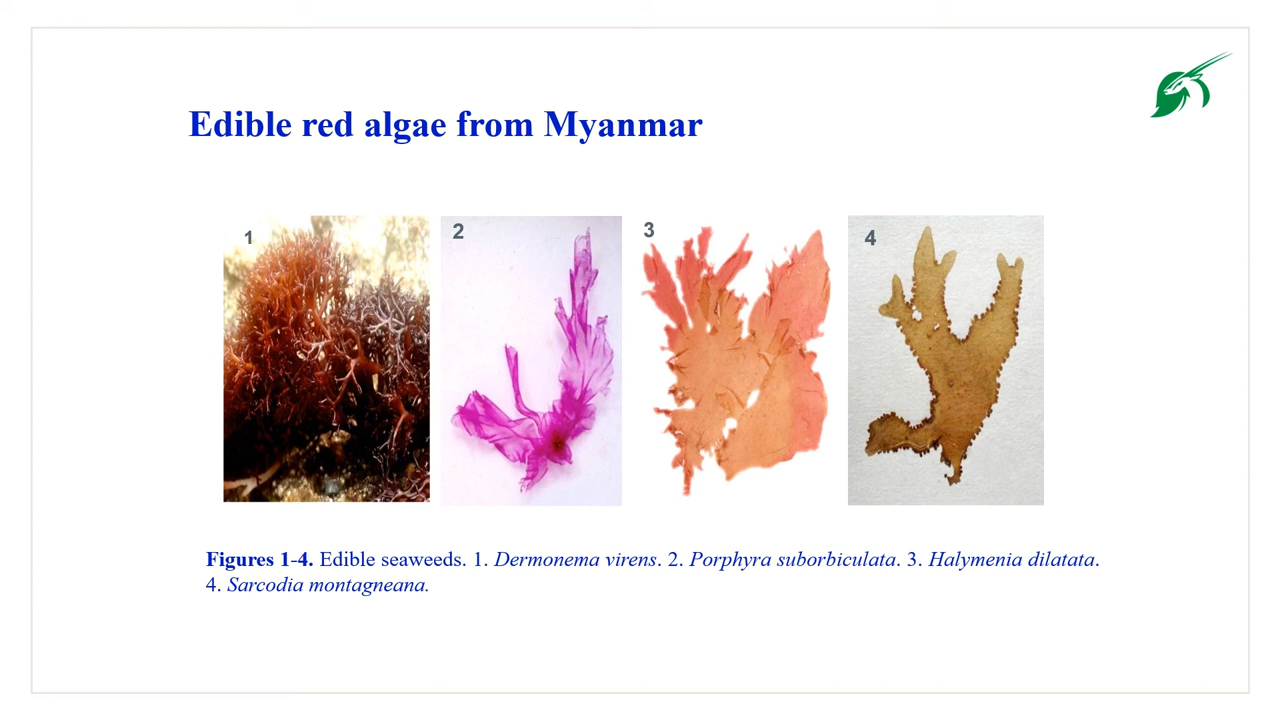 Edible red algae from Myanmar
1
2
3
4
Figures 1-4. Edible seaweeds. 1. Dermonema virens. 2. Porphyra suborbiculata. 3. Halymenia dilatata.
4. Sarcodia montagneana.